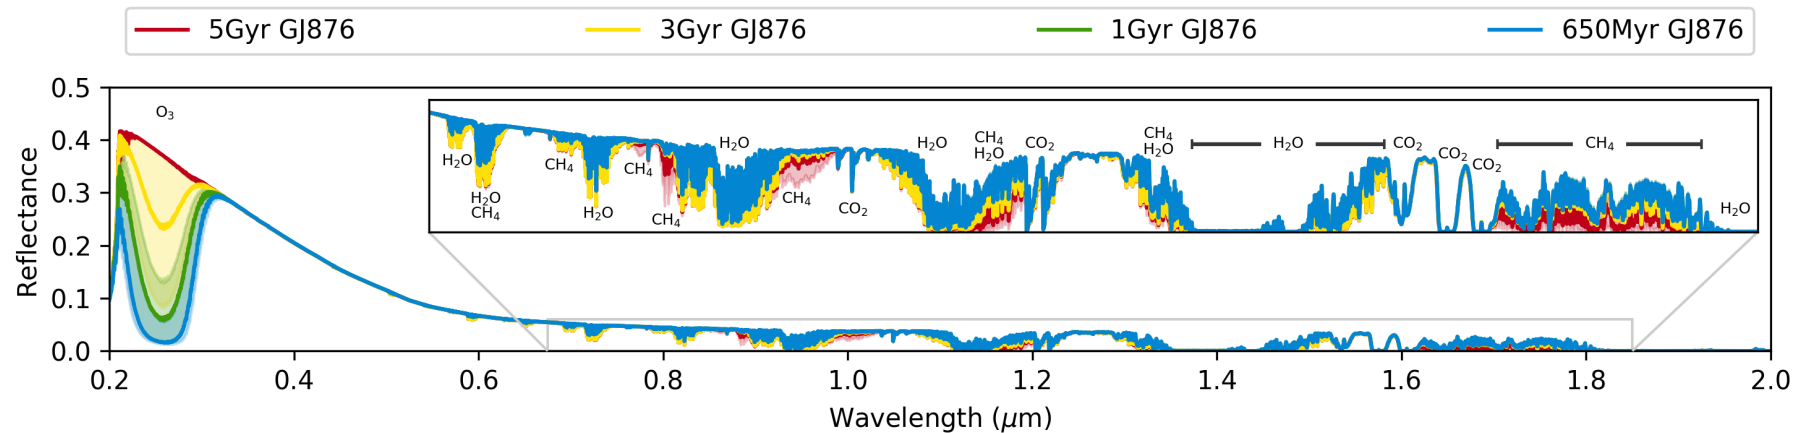 5Gyr GJ876 3Gyr GJ876 1Gyr GJ876 650Myr GJ876
Reflectance
0.5
0.4
0.3
0.2
0.1
0.0
O₃
H₂O
H₂O
CH₄
CH₄
H₂O
CH₄
CH₄
H₂O
CH₄
CO₂
H₂O
CH₄
H₂O
CO₂
CH₄
H₂O
H₂O
CO₂
CO₂
CO₂
CH₄
H₂O
0.2 0.4 0.6 0.8 1.0 1.2 1.4 1.6 1.8 2.0
Wavelength (μm)